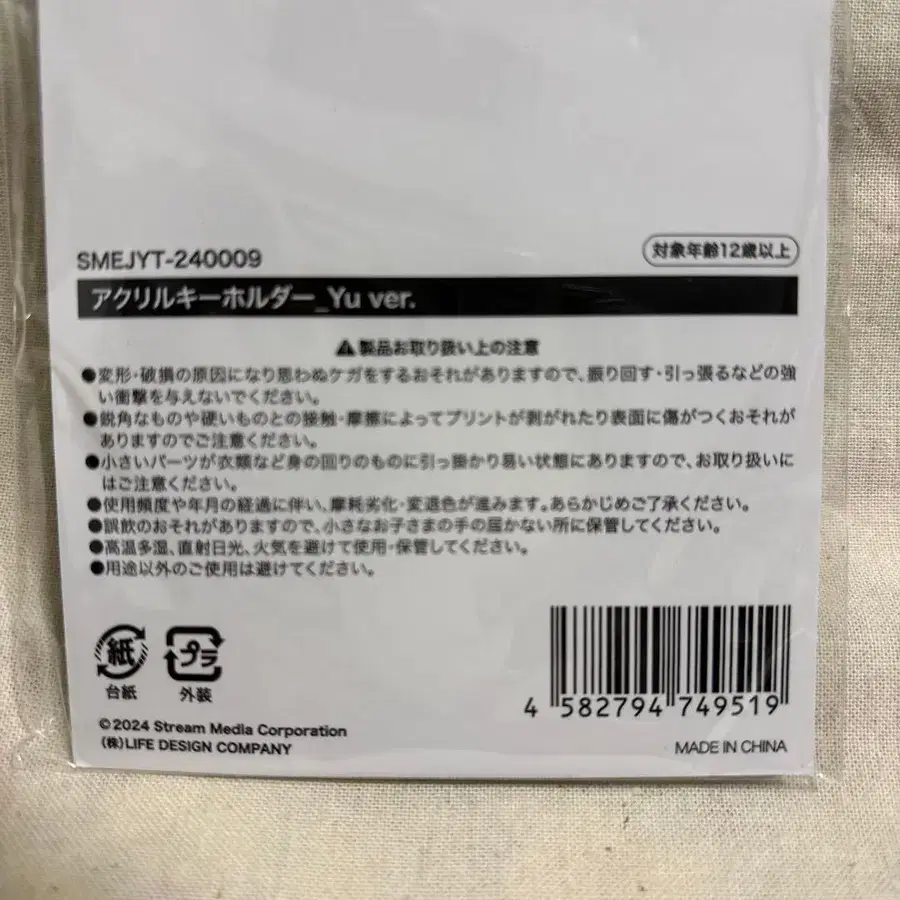 SMEJYT-240009
対象年齢12歳以上
アクリルキーホルダー_Yu ver.
⚠製品お取り扱い上の注意
●変形・破損の原因になり思わぬケガをするおそれがありますので、振り回す・引っ張るなどの強
い衝撃を与えないでください。
●鋭角なものや硬いものとの接触・摩擦によってプリントが剥がれたり表面に傷がつくおそれが
ありますのでご注意ください。
●小さいパーツが衣類など身の回りのものに引っ掛かり易い状態にありますので、お取り扱いに
はご注意ください。
●使用頻度や年月の経過に伴い、摩耗劣化・変退色が進みます。あらかじめご了承ください。
●誤飲のおそれがありますので、小さなお子さまの手の届かない所に保管してください。
●高温多湿、直射日光、火気を避けて使用・保管してください。
●用途以外のご使用は避けてください。
紙
台紙
プラ
外装
4 582794 749519
©2024 Stream Media Corporation
(株)LIFE DESIGN COMPANY
MADE IN CHINA